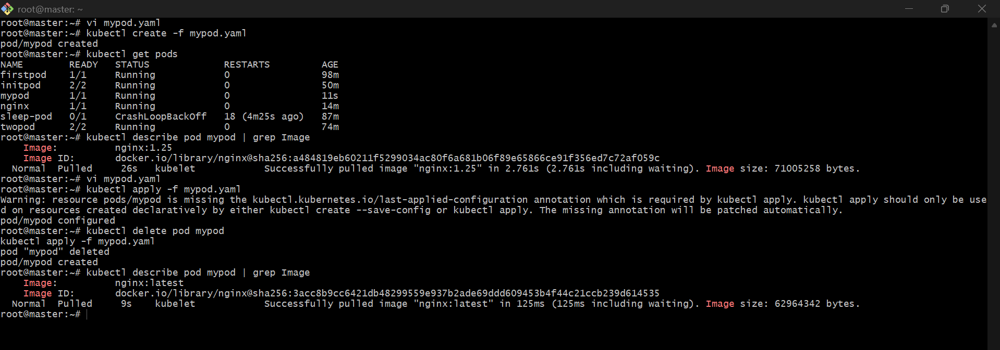 root@master: ~
root@master:~# vi mypod.yaml
root@master:~# kubectl create -f mypod.yaml
pod/mypod created
root@master:~# kubectl get pods
NAME        READY   STATUS             RESTARTS         AGE
firstpod    1/1     Running            0                98m
initpod     2/2     Running            0                50m
mypod       1/1     Running            0                11s
nginx       1/1     Running            0                14m
sleep-pod   0/1     CrashLoopBackOff   18 (4m25s ago)   87m
twopod      2/2     Running            0                74m
root@master:~# kubectl describe pod mypod | grep Image
    Image:          nginx:1.25
    Image ID:       docker.io/library/nginx@sha256:a484819eb60211f5299034ac80f6a681b06f89e65866ce91f356ed7c72af059c
  Normal  Pulled     26s   kubelet            Successfully pulled image "nginx:1.25" in 2.761s (2.761s including waiting). Image size: 71005258 bytes.
root@master:~# vi mypod.yaml
root@master:~# kubectl apply -f mypod.yaml
Warning: resource pods/mypod is missing the kubectl.kubernetes.io/last-applied-configuration annotation which is required by kubectl apply. kubectl apply should only be use
d on resources created declaratively by either kubectl create --save-config or kubectl apply. The missing annotation will be patched automatically.
pod/mypod configured
root@master:~# kubectl delete pod mypod
kubectl apply -f mypod.yaml
pod "mypod" deleted
pod/mypod created
root@master:~# kubectl describe pod mypod | grep Image
    Image:          nginx:latest
    Image ID:       docker.io/library/nginx@sha256:3acc8b9cc6421db48299559e937b2ade69ddd609453b4f44c21ccb239d614535
  Normal  Pulled     9s    kubelet            Successfully pulled image "nginx:latest" in 125ms (125ms including waiting). Image size: 62964342 bytes.
root@master:~#